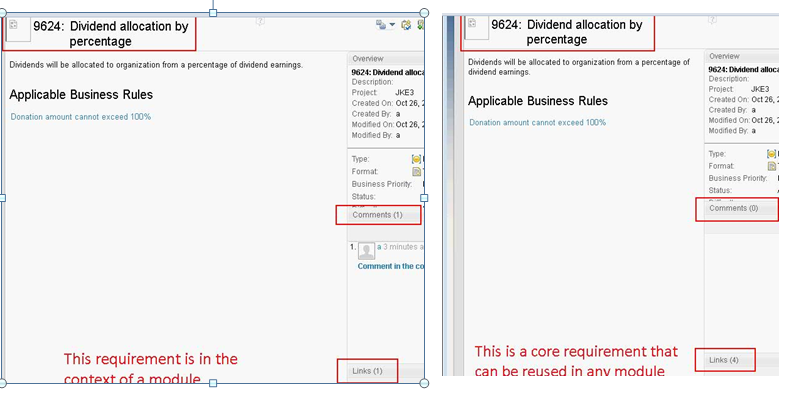 9624: Dividend allocation by
percentage
Dividends will be allocated to organization from a percentage of dividend earnings.
Applicable Business Rules
Donation amount cannot exceed 100%
Overview
9624: Dividend alloca
Description:
Project: JKE3
Created On: Oct 26, 2
Created By: a
Modified On: Oct 26, 2
Modified By: a
Type:
Format:
Business Priority:
Status:
Comments (1)
1. a 3 minutes a
Comment in the co
Links (1)
This requirement is in the
context of a module
9624: Dividend allocation by
percentage
Dividends will be allocated to organization from a percentage of
dividend earnings.
Applicable Business Rules
Donation amount cannot exceed 100%
Overview
9624: Dividend alloca
Description:
Project: JKE3
Created On: Oct 26, 2
Created By: a
Modified On: Oct 26, 2
Modified By: a
Type:
Format:
Business Priority:
Status:
Comments (0)
Links (4)
This is a core requirement that
can be reused in any module